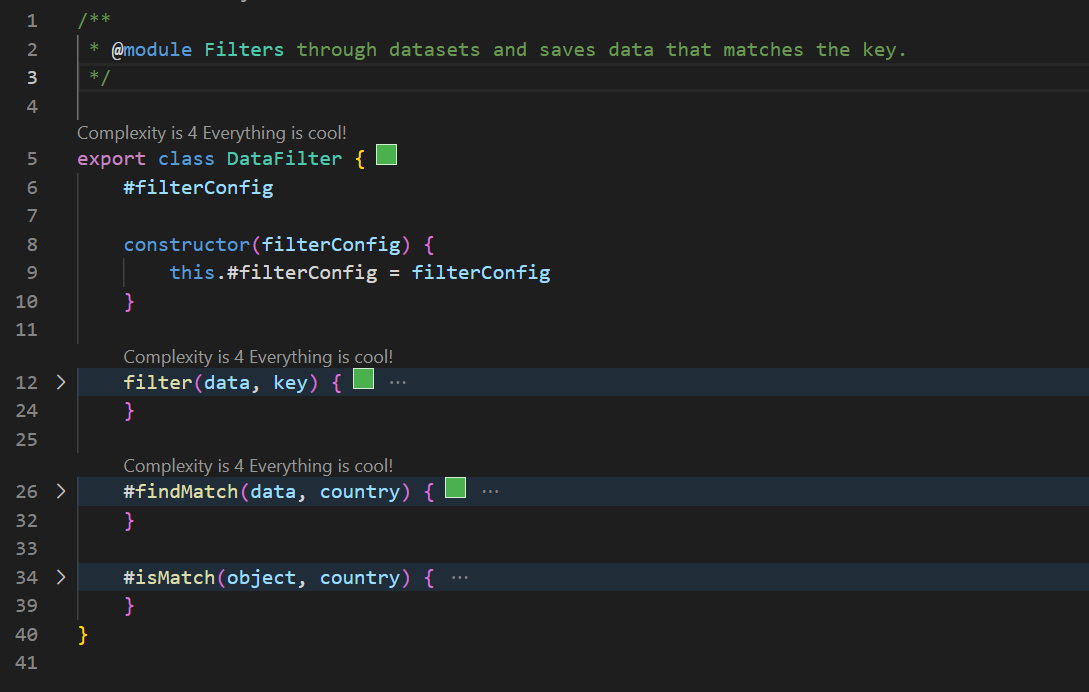 1 /**
2 * @module Filters through datasets and saves data that matches the key.
3 */
4
Complexity is 4 Everything is cool!
5 export class DataFilter {
6 #filterConfig
7
8 constructor(filterConfig) {
9 this.#filterConfig = filterConfig
10 }
11
Complexity is 4 Everything is cool!
12 filter(data, key) { ···
24 }
25
Complexity is 4 Everything is cool!
26 #findMatch(data, country) { ···
32 }
33
34 #isMatch(object, country) { ···
39 }
40 }
41